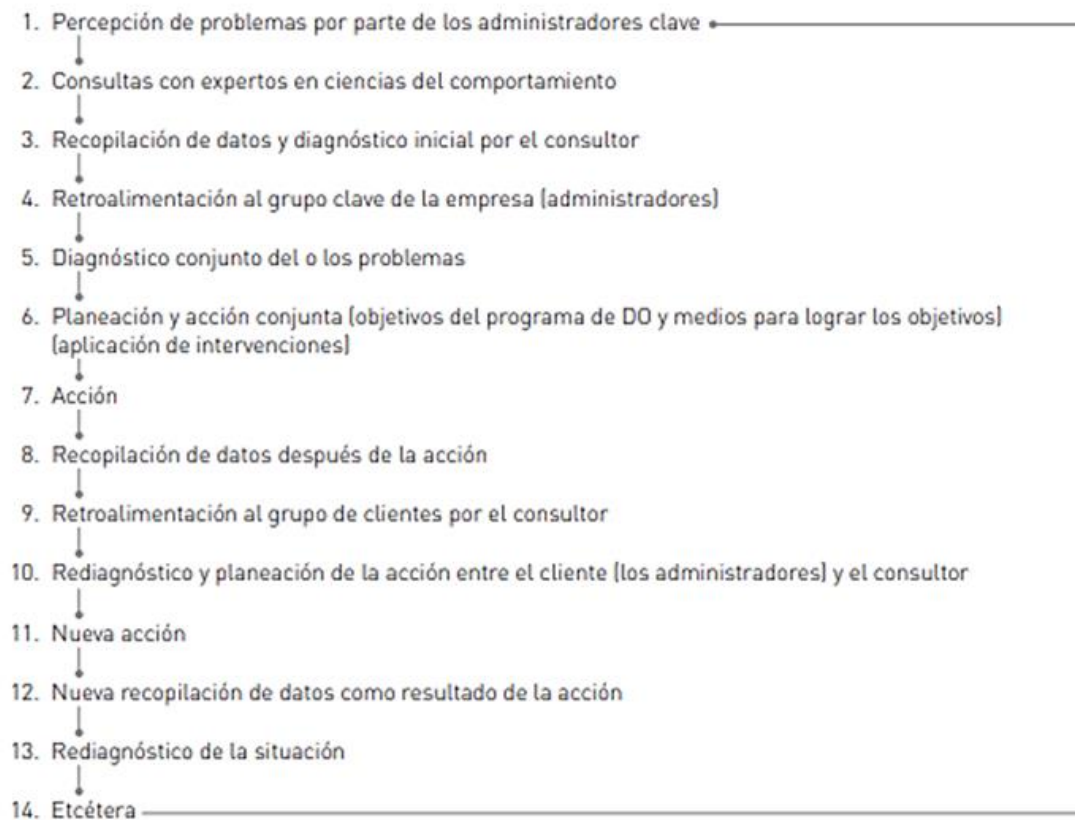 1. Percepción de problemas por parte de los administradores clave
2. Consultas con expertos en ciencias del comportamiento
3. Recopilación de datos y diagnóstico inicial por el consultor
4. Retroalimentación al grupo clave de la empresa (administradores)
5. Diagnóstico conjunto del o los problemas
6. Planeación y acción conjunta (objetivos del programa de DO y medios para lograr los objetivos)
(aplicación de intervenciones)
7. Acción
8. Recopilación de datos después de la acción
9. Retroalimentación al grupo de clientes por el consultor
10. Rediagnóstico y planeación de la acción entre el cliente (los administradores) y el consultor
11. Nueva acción
12. Nueva recopilación de datos como resultado de la acción
13. Rediagnóstico de la situación
14. Etcétera